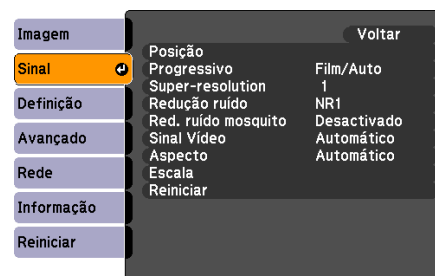 Imagem
Sinal
Definição
Avançado
Rede
Informação
Reiniciar
Voltar
Posição
Progressivo Film/Auto
Super-resolution 1
Redução ruído NR1
Red. ruído mosquito Desactivado
Sinal Vídeo Automático
Aspecto Automático
Escala
Reiniciar